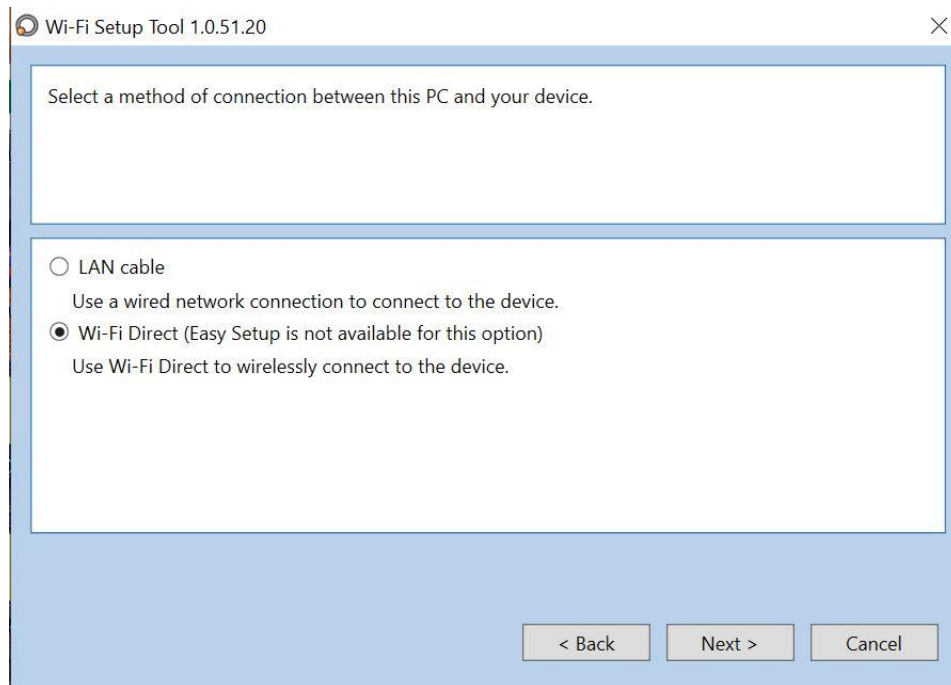 Wi-Fi Setup Tool 1.0.51.20
Select a method of connection between this PC and your device.
LAN cable
Use a wired network connection to connect to the device.
Wi-Fi Direct (Easy Setup is not available for this option)
Use Wi-Fi Direct to wirelessly connect to the device.
< Back Next > Cancel